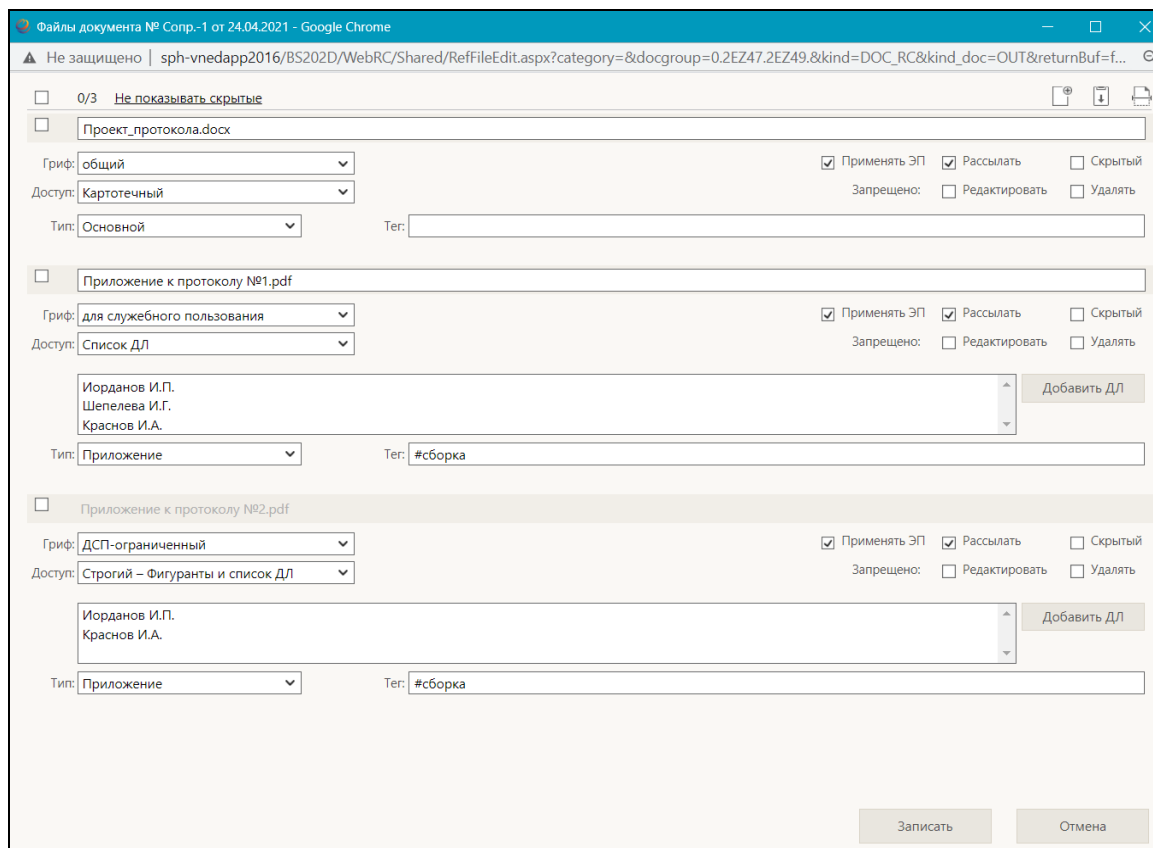 Файлы документа № Сопр.-1 от 24.04.2021 - Google Chrome
Не защищено | sph-vnedapp2016/BS202D/WebRC/Shared/RefFileEdit.aspx?category=&docgroup=0.2EZ47.2EZ49.&kind=DOC_RC&kind_doc=OUT&returnBuf=f...
0/3 Не показывать скрытые
Проект_протокола.docx
Гриф: общий Применять ЭП Рассылать Скрытый
Доступ: Картотечный Запрещено: Редактировать Удалять
Тип: Основной Тег:
Приложение к протоколу №1.pdf
Гриф: для служебного пользования Применять ЭП Рассылать Скрытый
Доступ: Список ДЛ Запрещено: Редактировать Удалять
Иорданов И.П. Добавить ДЛ
Шепелева И.Г.
Краснов И.А.
Тип: Приложение Тег: #сборка
Приложение к протоколу №2.pdf
Гриф: ДСП-ограниченный Применять ЭП Рассылать Скрытый
Доступ: Строгий – Фигуранты и список ДЛ Запрещено: Редактировать Удалять
Иорданов И.П. Добавить ДЛ
Краснов И.А.
Тип: Приложение Тег: #сборка
Записать Отмена